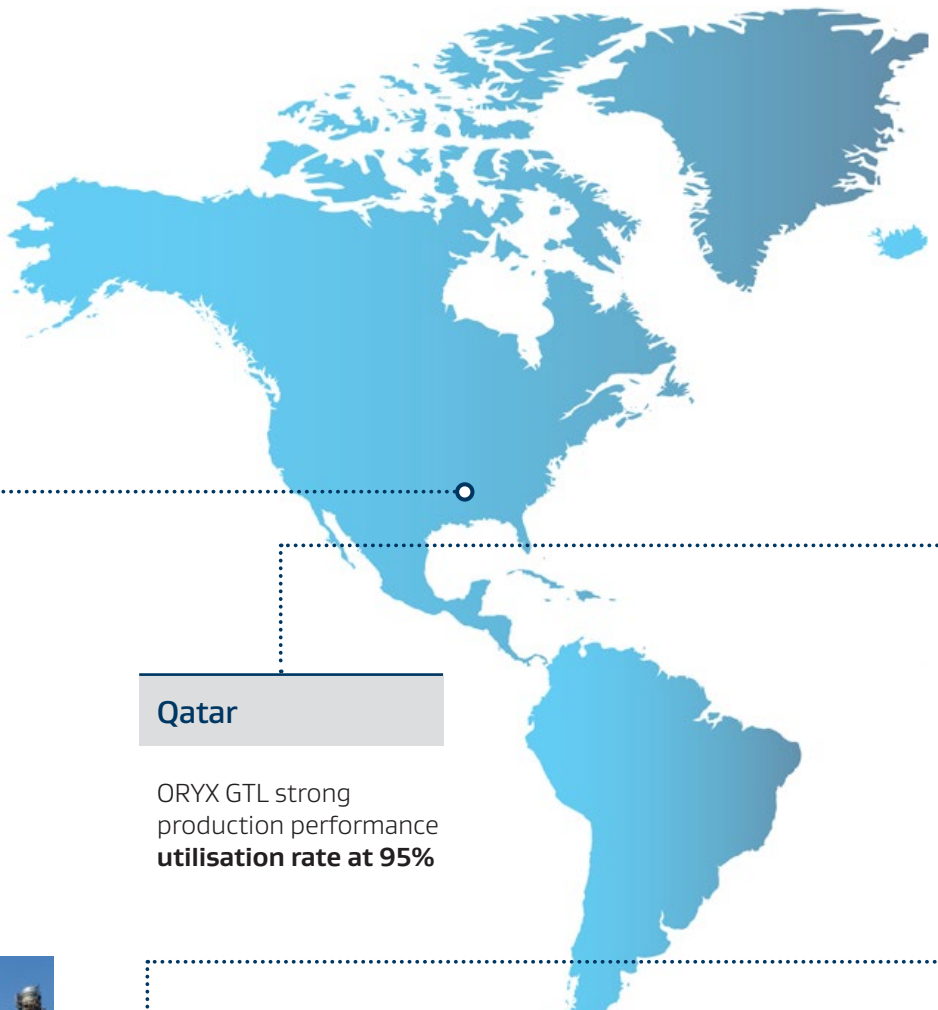 Qatar
ORYX GTL strong
production performance
utilisation rate at 95%